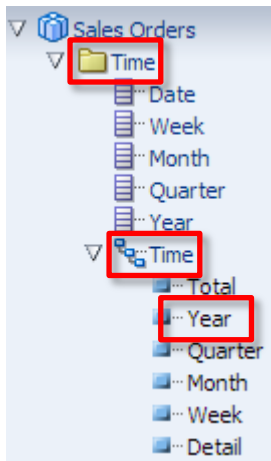 Sales Orders
Time
Date
Week
Month
Quarter
Year
Time
Total
Year
Quarter
Month
Week
Detail